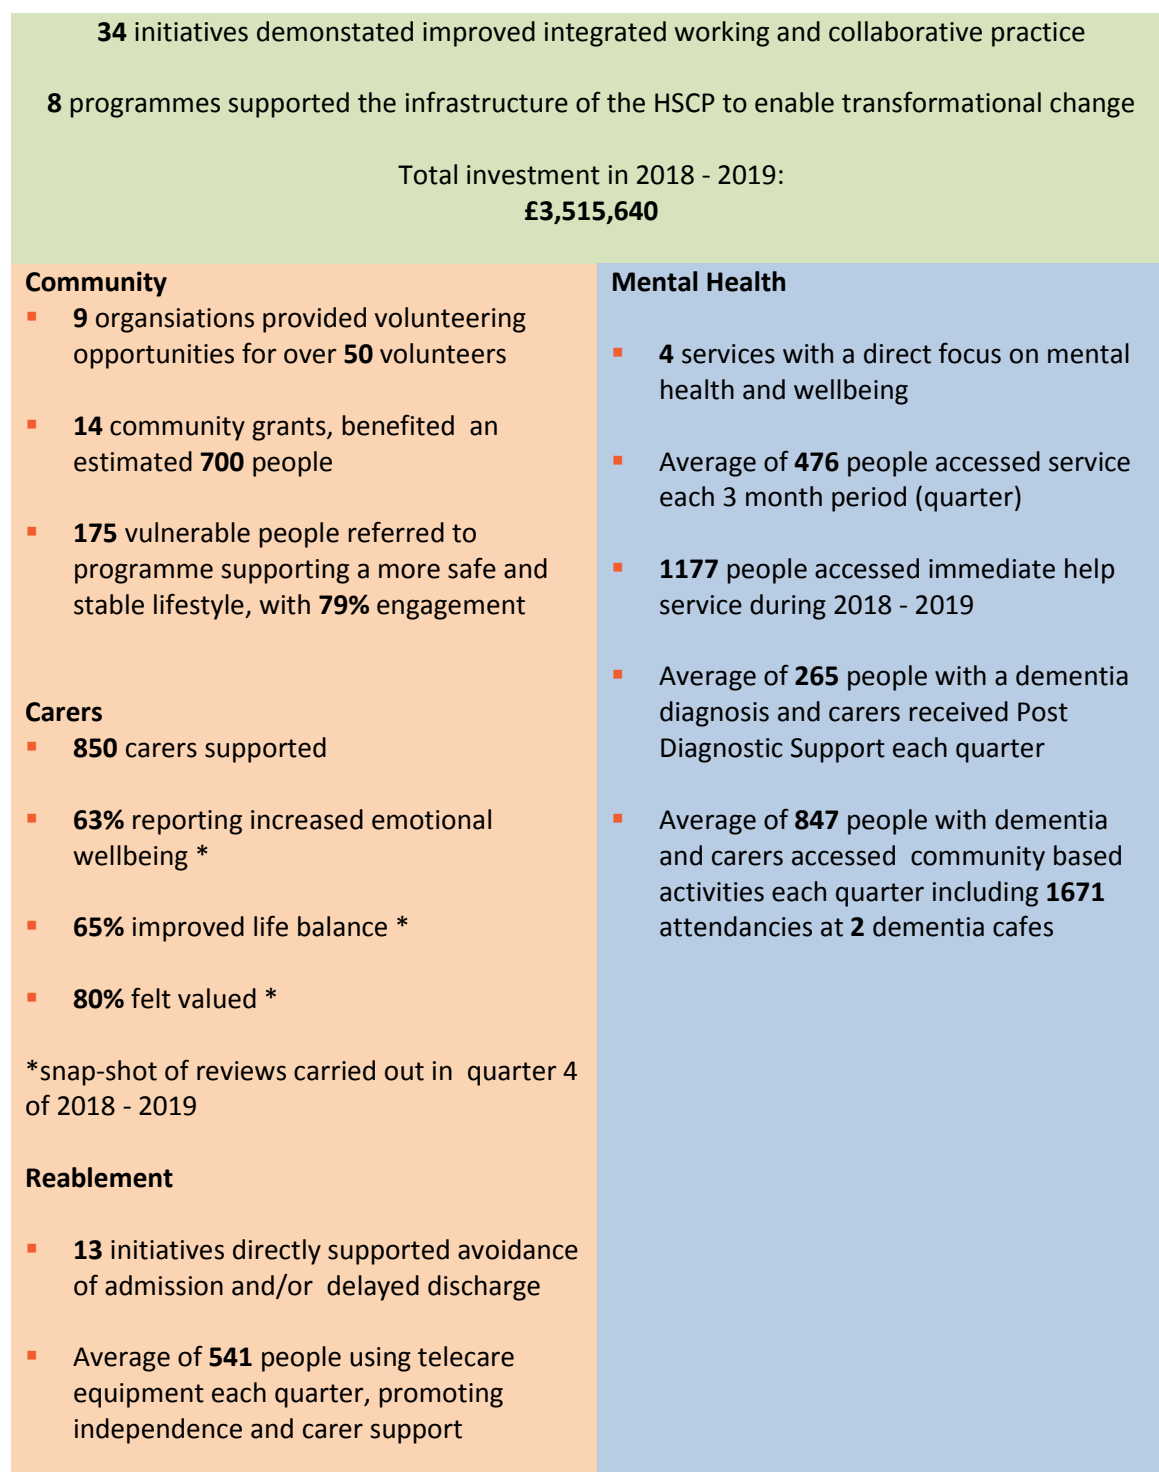 34 initiatives demonstated improved integrated working and collaborative practice
8 programmes supported the infrastructure of the HSCP to enable transformational change
Total investment in 2018 - 2019:
£3,515,640
Community
▪ 9 organsiations provided volunteering
opportunities for over 50 volunteers
▪ 14 community grants, benefited an
estimated 700 people
▪ 175 vulnerable people referred to
programme supporting a more safe and
stable lifestyle, with 79% engagement
Carers
▪ 850 carers supported
▪ 63% reporting increased emotional
wellbeing *
▪ 65% improved life balance *
▪ 80% felt valued *
*snap-shot of reviews carried out in quarter 4
of 2018 - 2019
Reablement
▪ 13 initiatives directly supported avoidance
of admission and/or delayed discharge
▪ Average of 541 people using telecare
equipment each quarter, promoting
independence and carer support
Mental Health
▪ 4 services with a direct focus on mental
health and wellbeing
▪ Average of 476 people accessed service
each 3 month period (quarter)
▪ 1177 people accessed immediate help
service during 2018 - 2019
▪ Average of 265 people with a dementia
diagnosis and carers received Post
Diagnostic Support each quarter
▪ Average of 847 people with dementia
and carers accessed community based
activities each quarter including 1671
attendancies at 2 dementia cafes